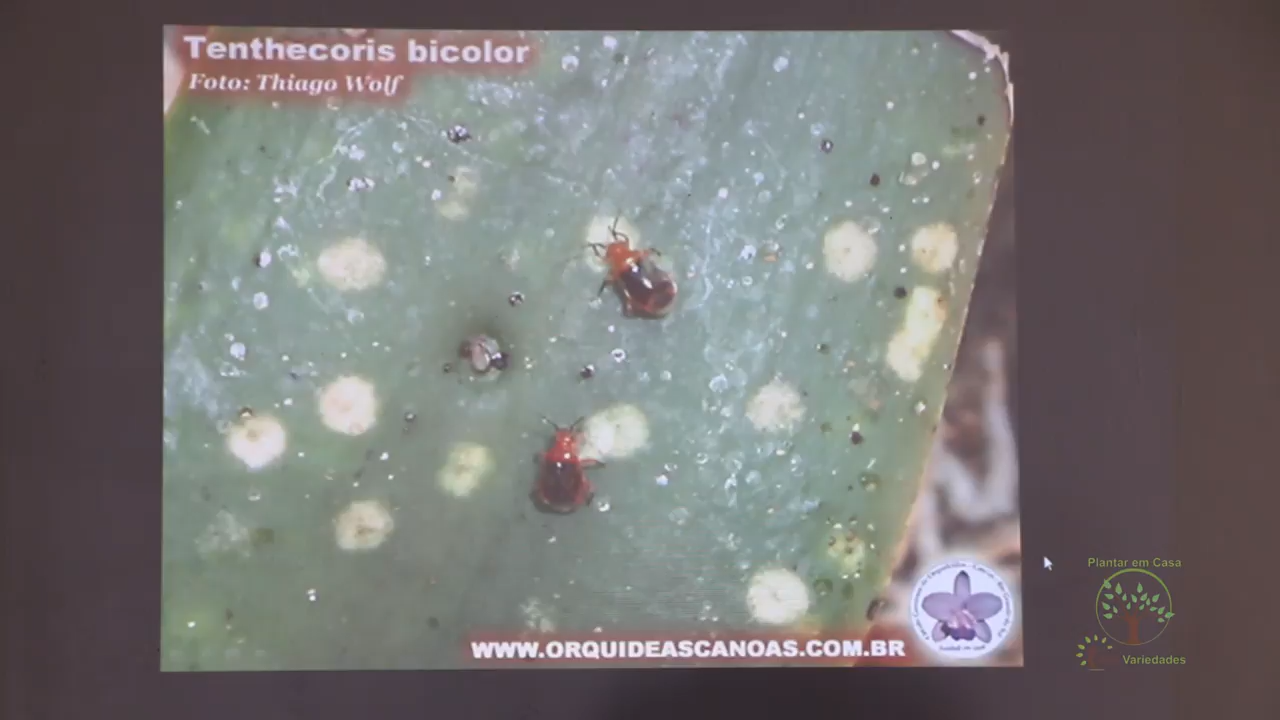 Tenthecoris bicolor
Foto: Thiago Wolf
Plantar em Casa
Variedades
WWW.ORQUIDEASCANOAS.COM.BR